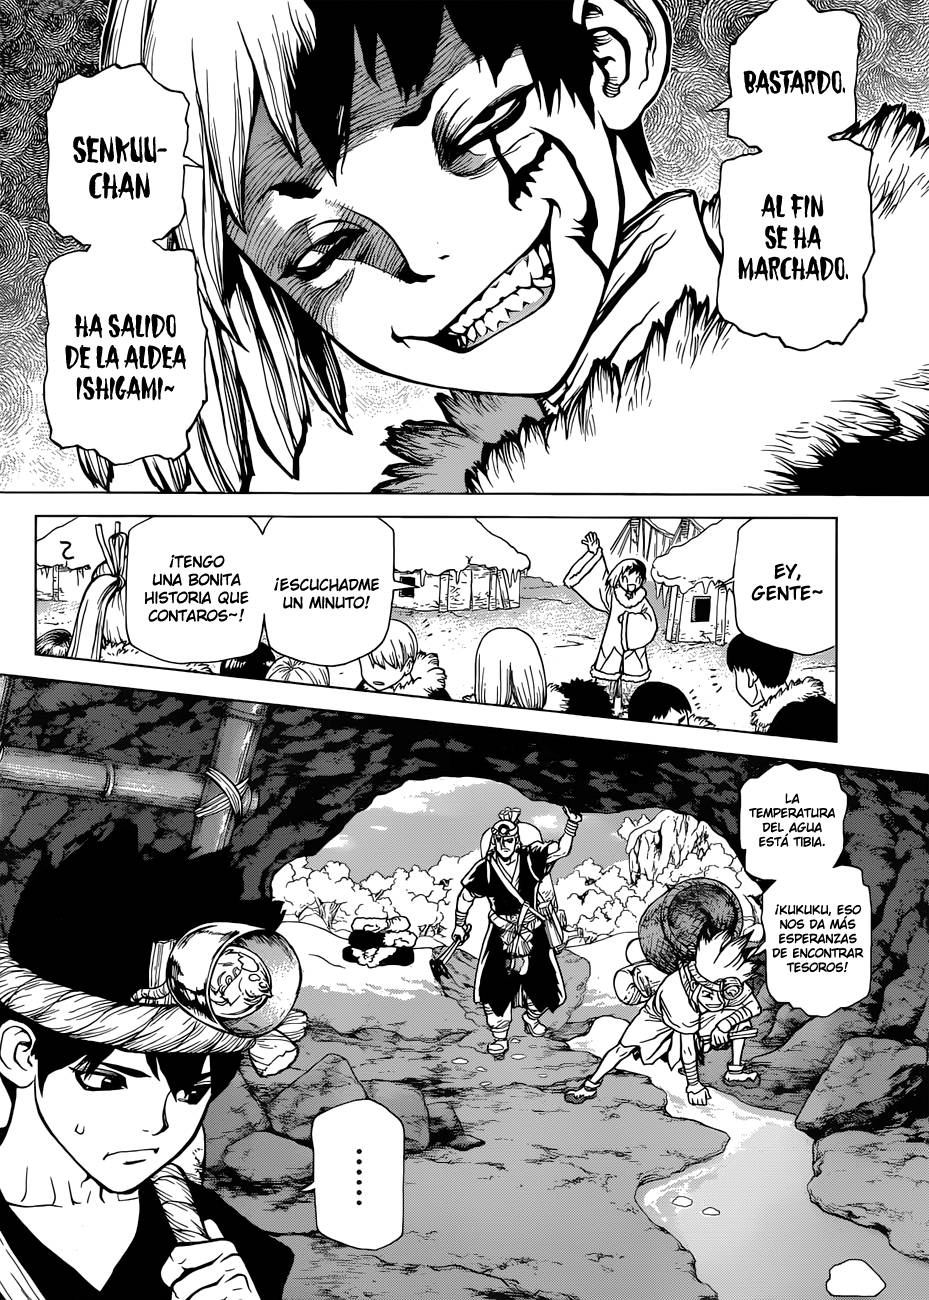 BASTARDO.
AL FIN
SE HA
MARCHADO.
SENKUU-
CHAN
HA SALIDO
DE LA ALDEA
ISHIGAMI~
EY,
GENTE~
¡ESCUCHADME
UN MINUTO!
¡TENGO
UNA BONITA
HISTORIA QUE
CONTAROS~!
LA
TEMPERATURA
DEL AGUA
ESTÁ TIBIA.
¡KUKUKU, ESO
NOS DA MÁS
ESPERANZAS
DE ENCONTRAR
TESOROS!
......